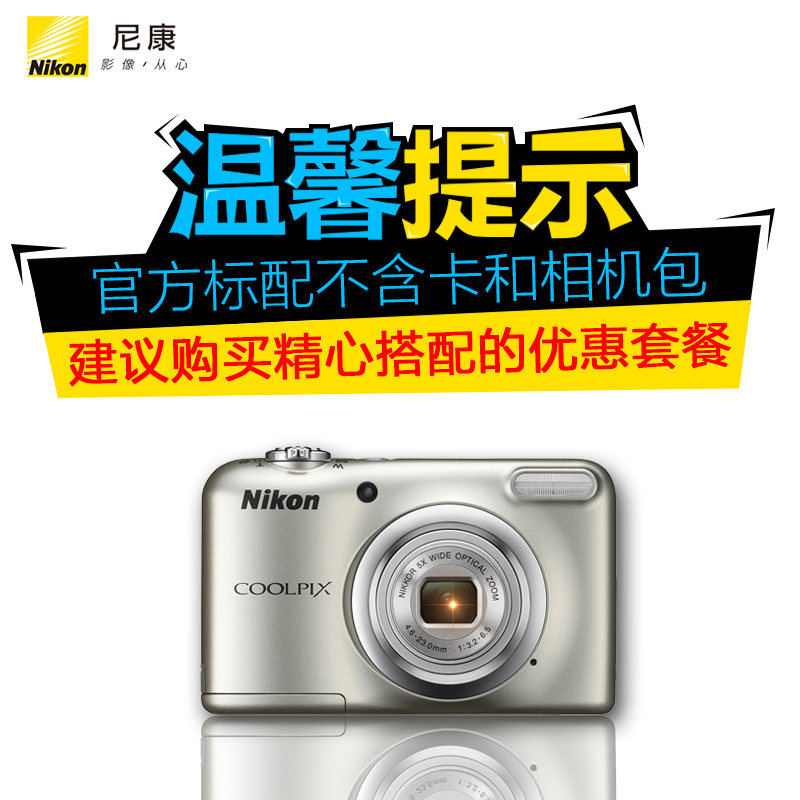 Nikon
尼康
影像 从心
温馨提示
官方标配不含卡和相机包
建议购买精心搭配的优惠套餐
T W
Nikon
COOLPIX
NIKKOR 5X WIDE OPTICAL ZOOM
4.6-23.0mm 1:3.2-6.5